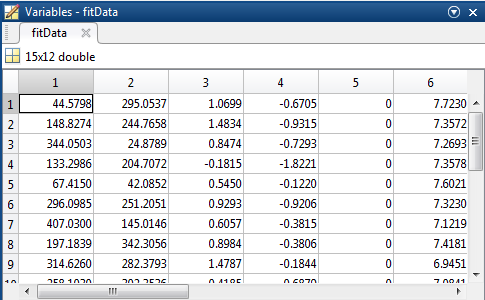 Variables - fitData
fitData
15x12 double
1 2 3 4 5 6
1 44.5798 295.0537 1.0699 -0.6705 0 7.7230
2 148.8274 244.7658 1.4834 -0.9315 0 7.3572
3 344.0503 24.8789 0.8474 -0.7293 0 7.2693
4 133.2986 204.7072 -0.1815 -1.8221 0 7.3578
5 67.4150 42.0852 0.5450 -0.1220 0 7.6021
6 296.0985 251.2051 0.9293 -0.9206 0 7.3230
7 407.0300 145.0146 0.6057 -0.3815 0 7.1219
8 197.1839 342.3056 0.8984 -0.3806 0 7.4181
9 314.6260 282.3793 1.4787 -0.1844 0 6.9451